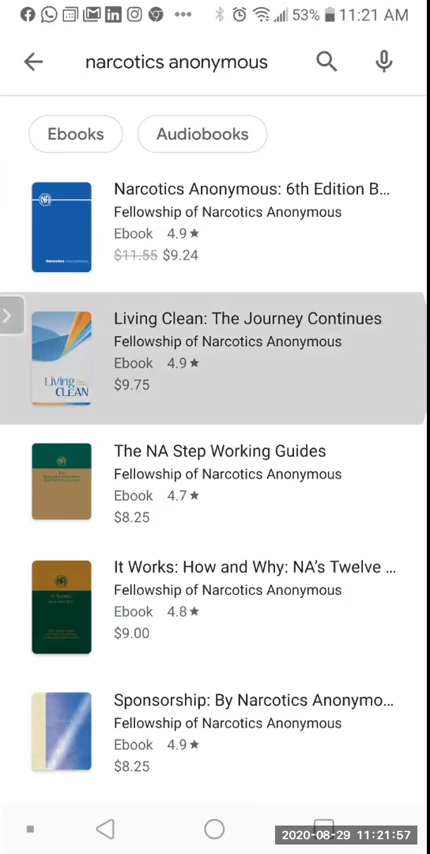 53% 11:21 AM
narcotics anonymous
Ebooks Audiobooks
Narcotics Anonymous: 6th Edition B...
Fellowship of Narcotics Anonymous
Ebook 4.9★
$11.55 $9.24
Living Clean: The Journey Continues
Fellowship of Narcotics Anonymous
Ebook 4.9★
$9.75
Living
CLEAN
The NA Step Working Guides
Fellowship of Narcotics Anonymous
Ebook 4.7★
$8.25
It Works: How and Why: NA's Twelve ...
Fellowship of Narcotics Anonymous
Ebook 4.8★
$9.00
Sponsorship: By Narcotics Anonymo...
Fellowship of Narcotics Anonymous
Ebook 4.9★
$8.25
2020-08-29 11:21:57